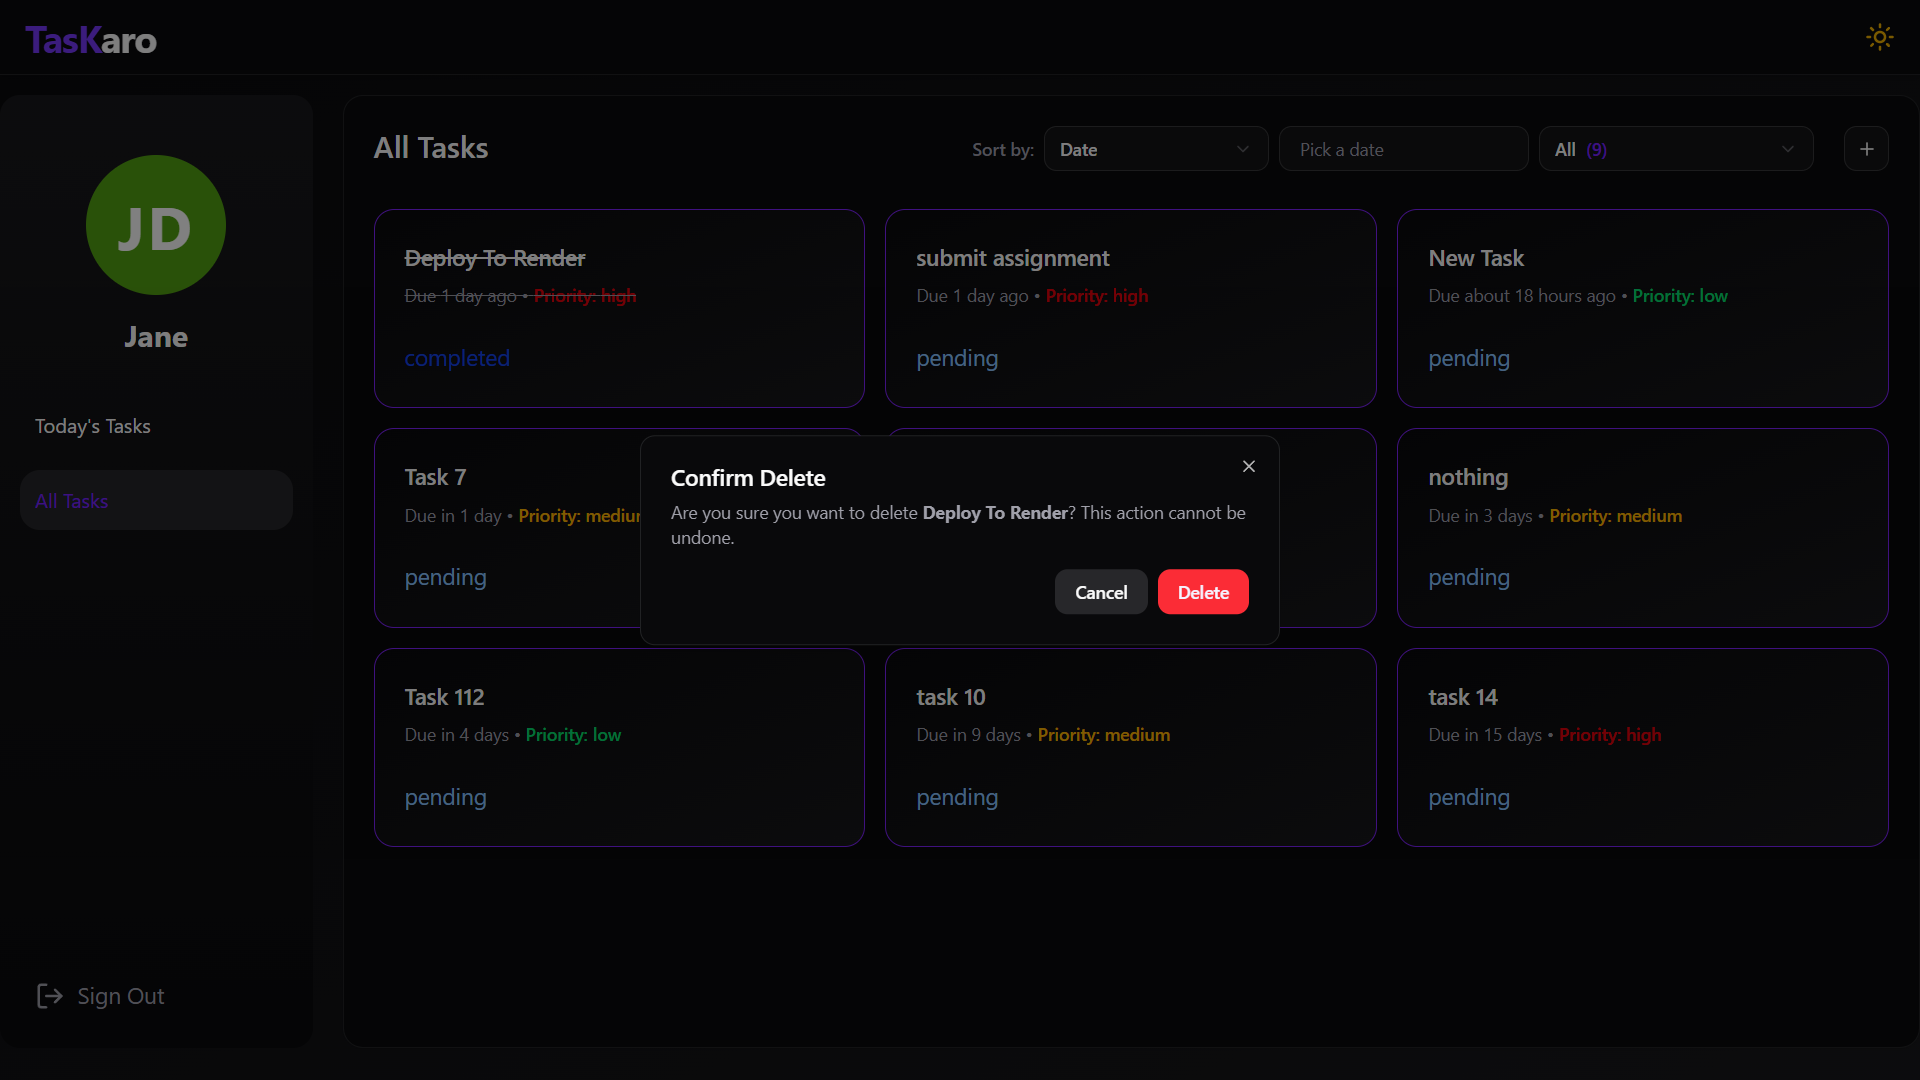 TasKaro
JD
Jane
Today's Tasks
All Tasks
Sign Out
All Tasks
Sort by:
Date
Pick a date
All (9)
Deploy To Render
Due 1 day ago • Priority: high
completed
submit assignment
Due 1 day ago • Priority: high
pending
New Task
Due about 18 hours ago • Priority: low
pending
Task 7
Due in 1 day • Priority:
pending
nothing
Due in 3 days • Priority: medium
pending
Confirm Delete
Are you sure you want to delete Deploy To Render? This action cannot be
undone.
Cancel
Delete
Task 112
Due in 4 days • Priority: low
pending
task 10
Due in 9 days • Priority: medium
pending
task 14
Due in 15 days • Priority: high
pending